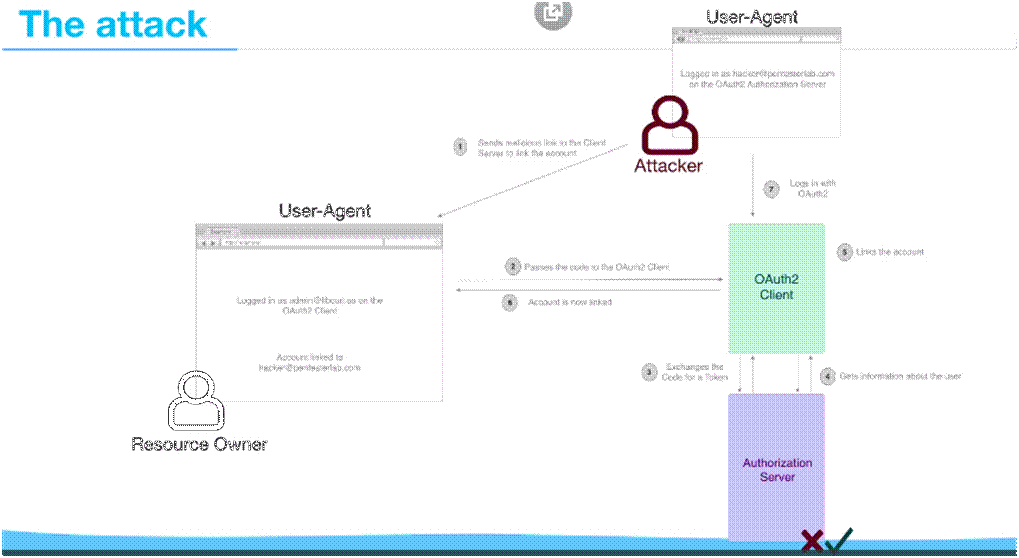 The attack
User-Agent
Logged in as hacker@pentesterlab.com
on the OAuth2 Authorization Server
1
Sends malicious link to the Client
Server to link the account
Attacker
7
Logs in with
OAuth2
User-Agent
5
Links the account
2
Passes the code to the OAuth2 Client
OAuth2
Client
Logged in as
on the
OAuth2 Client
6
Account is now linked
Account linked to
hacker@pentesterlab.com
3
Exchanges the
Code for a Token
4
Gets information about the user
Resource Owner
Authorization
Server